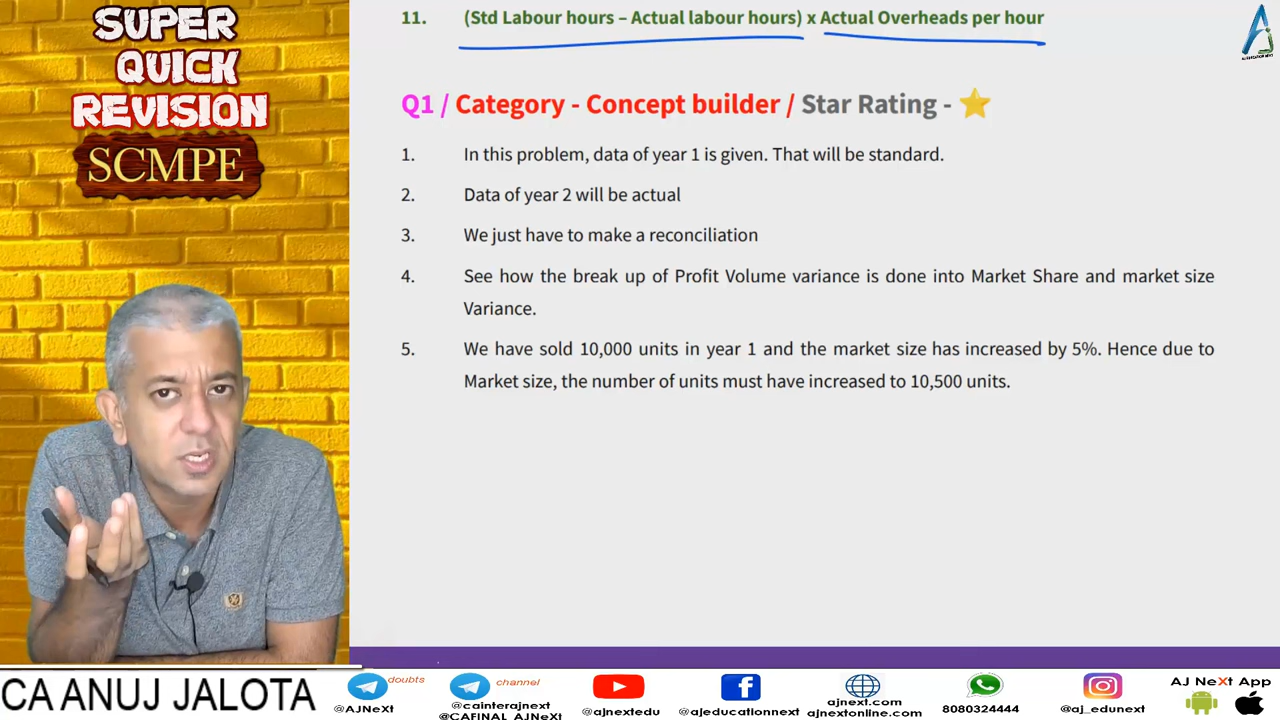 SUPER
QUICK
REVISION
SCMPE
11. (Std Labour hours – Actual labour hours) x Actual Overheads per hour
Q1 / Category - Concept builder / Star Rating - ⭐
1. In this problem, data of year 1 is given. That will be standard.
2. Data of year 2 will be actual
3. We just have to make a reconciliation
4. See how the break up of Profit Volume variance is done into Market Share and market size
Variance.
5. We have sold 10,000 units in year 1 and the market size has increased by 5%. Hence due to
Market size, the number of units must have increased to 10,500 units.
CA ANUJ JALOTA
doubts
@AJNeXt
channel
@cainterajnext
@CAFINAL_AJNeXt
@ajnextedu
@ajeducationnext
ajnext.com
ajnextonline.com
8080324444
@aj_edunext
AJ NeXt App